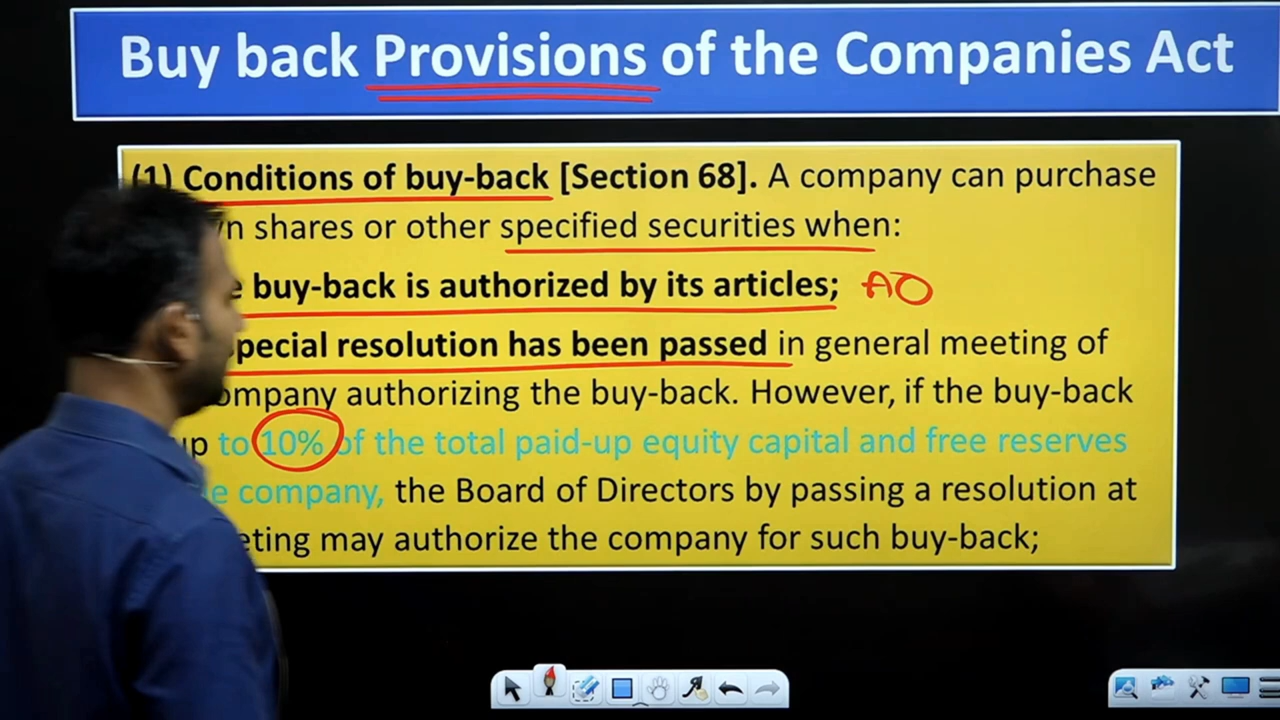 Buy back Provisions of the Companies Act
(1) Conditions of buy-back [Section 68]. A company can purchase
shares or other specified securities when:
buy-back is authorized by its articles; AO
special resolution has been passed in general meeting of
company authorizing the buy-back. However, if the buy-back
up to 10% of the total paid-up equity capital and free reserves
company, the Board of Directors by passing a resolution at
may authorize the company for such buy-back;